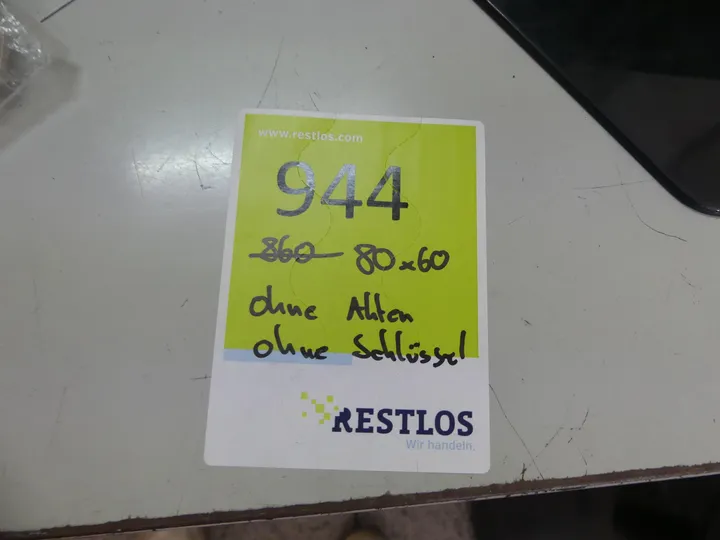 www.restlos.com
944
860 80x60
ohne Akten
ohne Schlüssel
RESTLOS
Wir handeln.